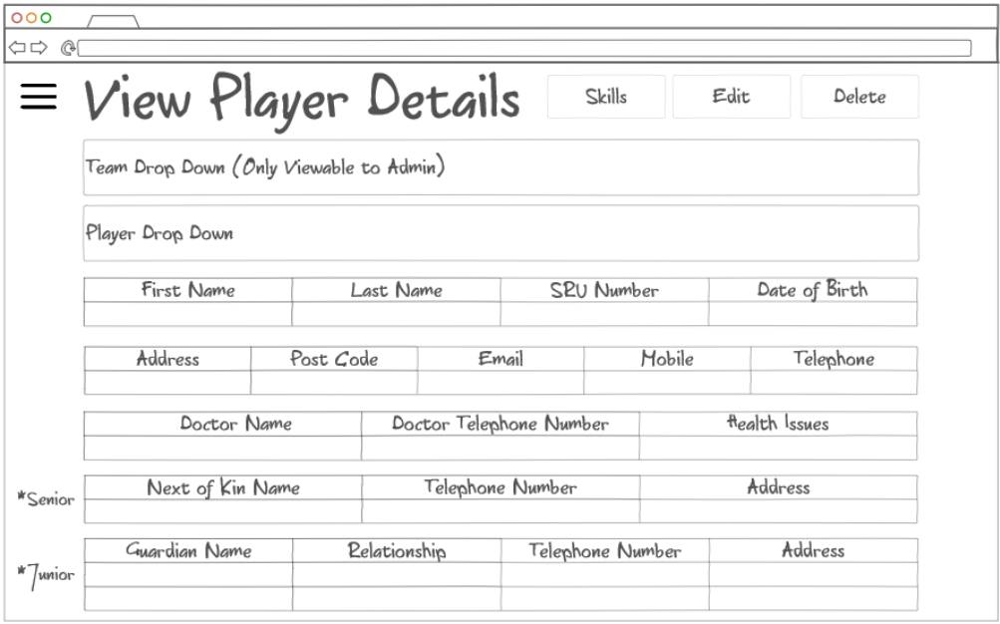 View Player Details
Skills
Edit
Delete
Team Drop Down (Only Viewable to Admin)
Player Drop Down
First Name Last Name SRU Number Date of Birth
Address Post Code Email Mobile Telephone
Doctor Name Doctor Telephone Number Health Issues
*Senior
Next of Kin Name Telephone Number Address
*Junior
Guardian Name Relationship Telephone Number Address